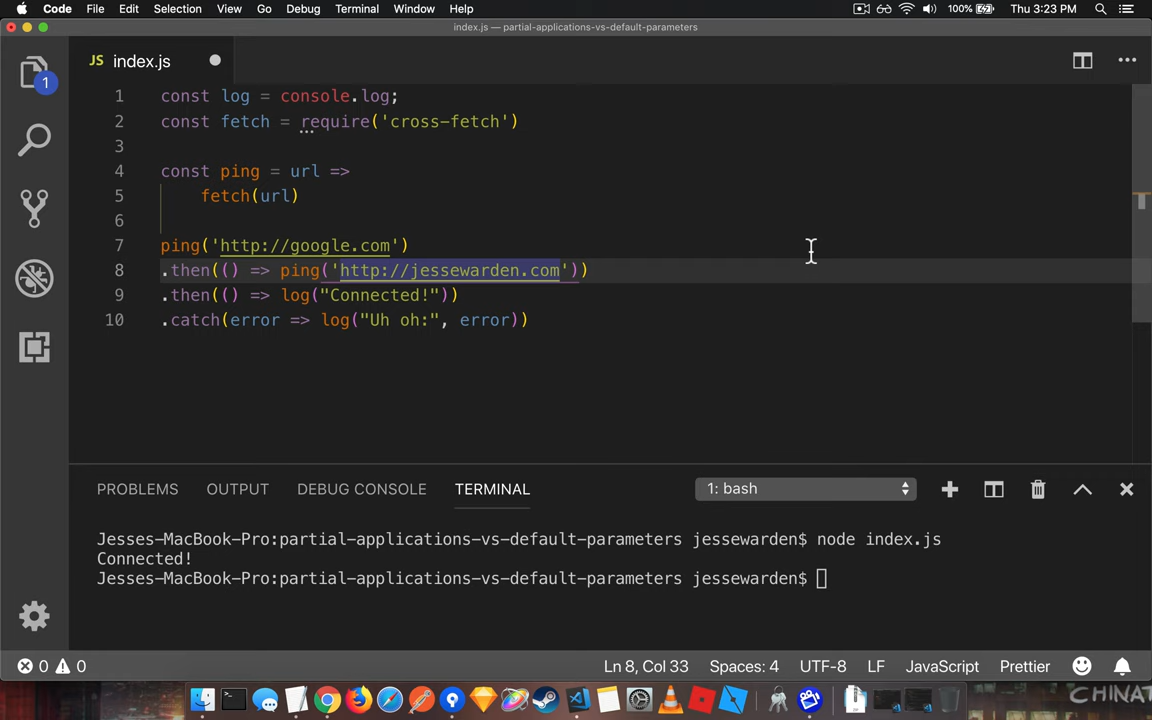 Code File Edit Selection View Go Debug Terminal Window Help 100% Thu 3:23 PM
index.js — partial-applications-vs-default-parameters
1
JS index.js
1 const log = console.log;
2 const fetch = require('cross-fetch')
3
4 const ping = url =>
5     fetch(url)
6
7 ping('http://google.com')
8 .then(() => ping('http://jessewarden.com'))
9 .then(() => log("Connected!"))
10 .catch(error => log("Uh oh:", error))
PROBLEMS OUTPUT DEBUG CONSOLE TERMINAL 1: bash
Jesses-MacBook-Pro:partial-applications-vs-default-parameters jessewarden$ node index.js
Connected!
Jesses-MacBook-Pro:partial-applications-vs-default-parameters jessewarden$
0 0 Ln 8, Col 33 Spaces: 4 UTF-8 LF JavaScript Prettier